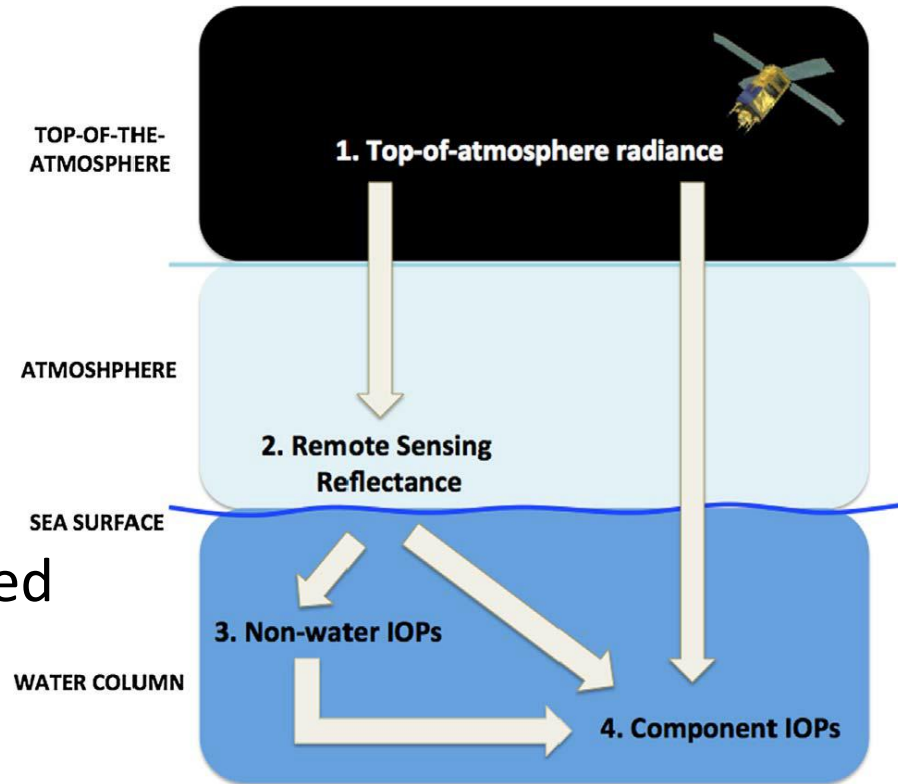 TOP-OF-THE-
ATMOSPHERE
1. Top-of-atmosphere radiance
ATMOSHPHERE
2. Remote Sensing
Reflectance
SEA SURFACE
ed
3. Non-water IOPs
WATER COLUMN
4. Component IOPs